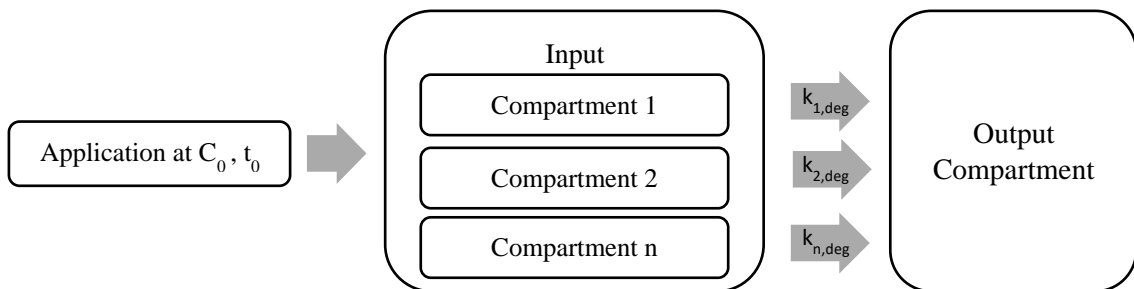 Application at C0 , t0
Input
Compartment 1
Compartment 2
Compartment n
k1,deg
k2,deg
kn,deg
Output
Compartment